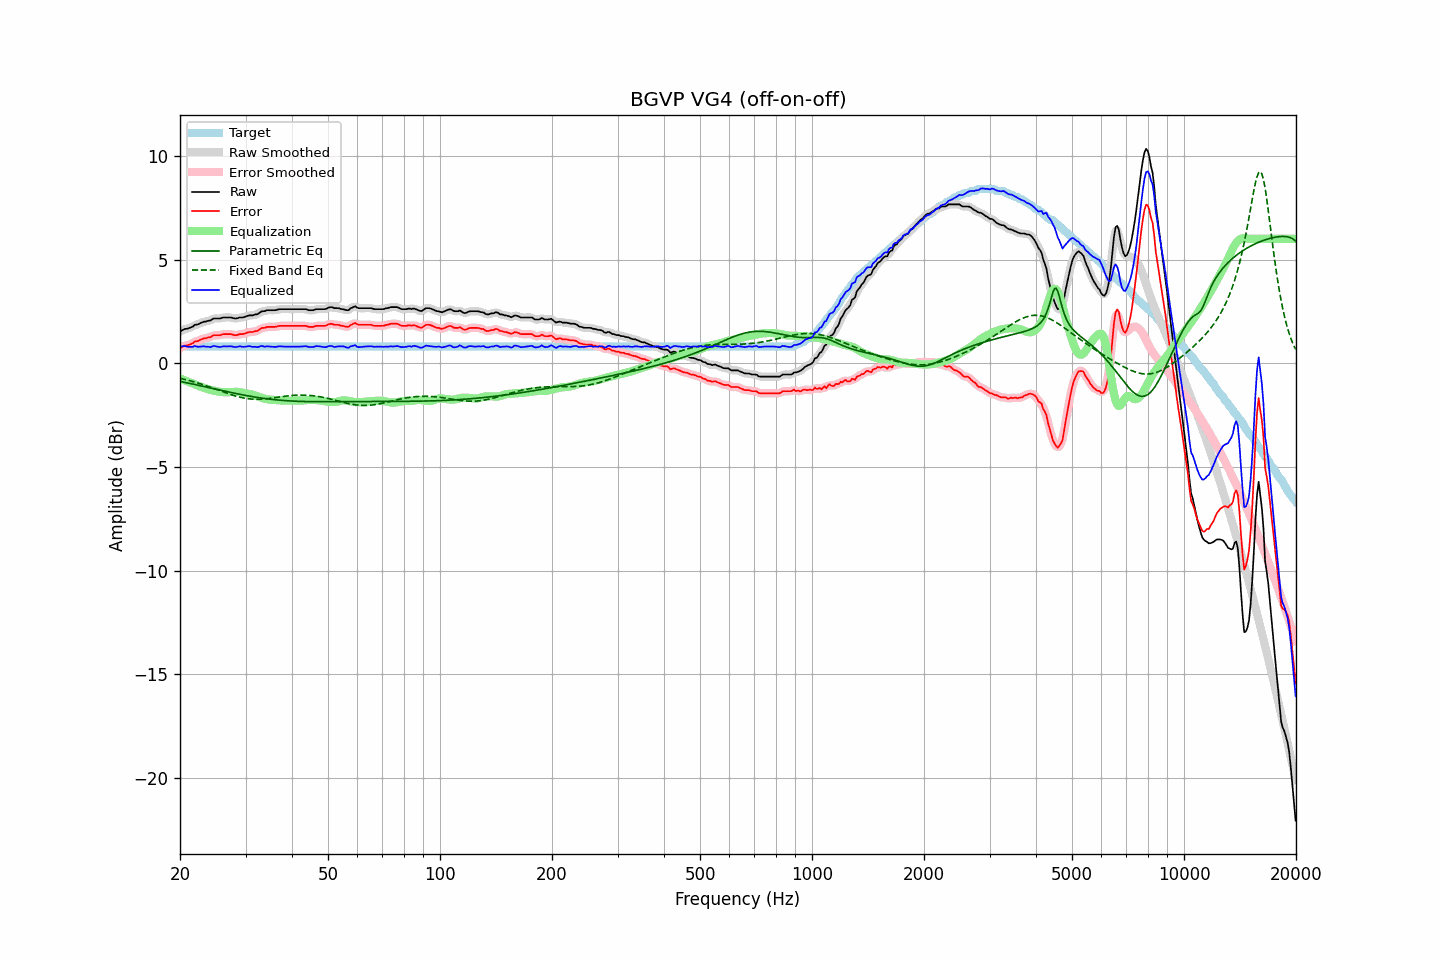 BGVP VG4 (off-on-off)
Target
Raw Smoothed
Error Smoothed
Raw
Error
Equalization
Parametric Eq
Fixed Band Eq
Equalized
10
5
0
−5
−10
−15
−20
Amplitude (dBr)
20 50 100 200 500 1000 2000 5000 10000 20000
Frequency (Hz)